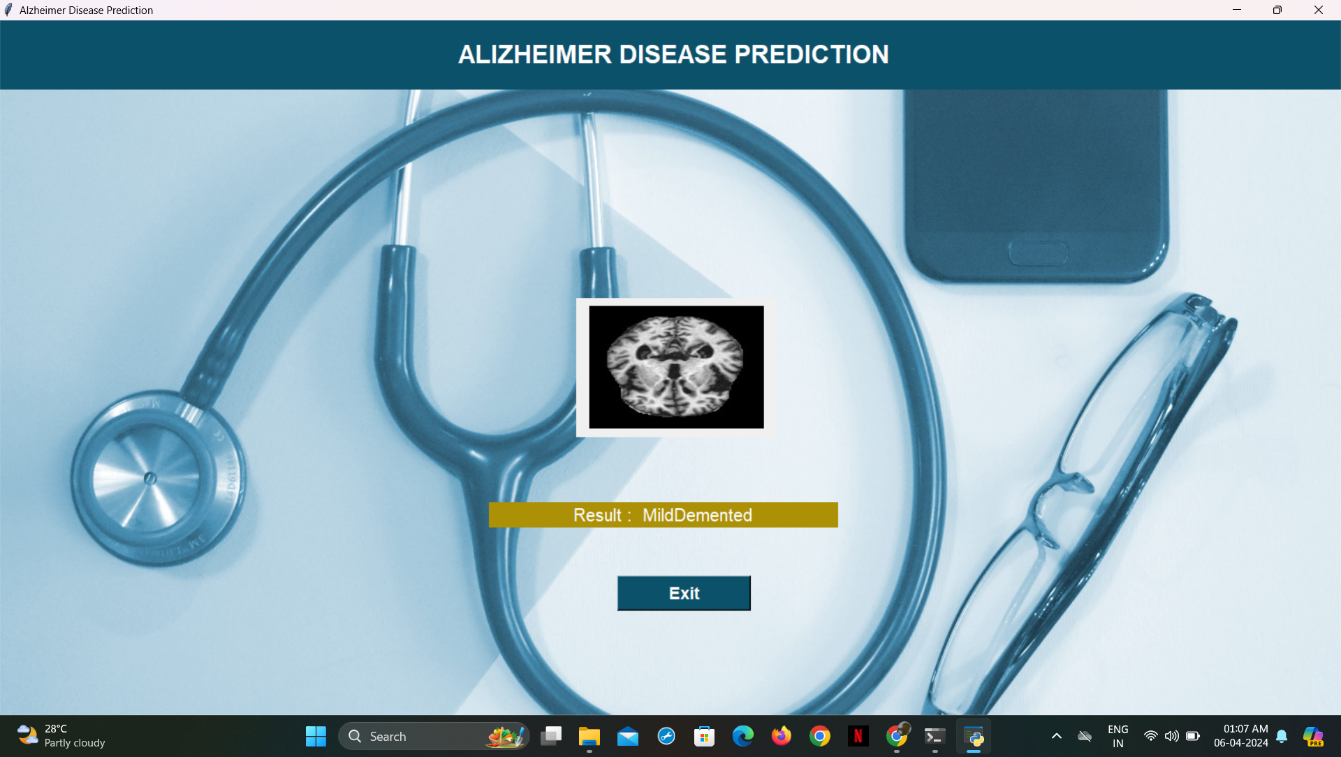 Alzheimer Disease Prediction
ALIZHEIMER DISEASE PREDICTION
Result :  MildDemented
Exit
28°C
Partly cloudy
Search
ENG
IN
01:07 AM
06-04-2024